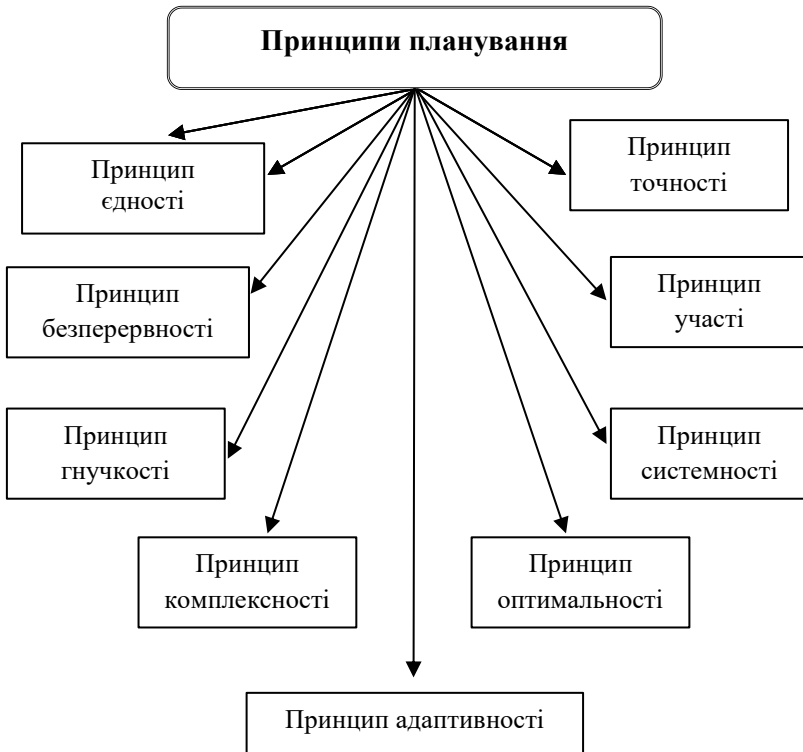 Принципи планування
Принцип
єдності
Принцип
точності
Принцип
безперервності
Принцип
участі
Принцип
гнучкості
Принцип
системності
Принцип
комплексності
Принцип
оптимальності
Принцип адаптивності